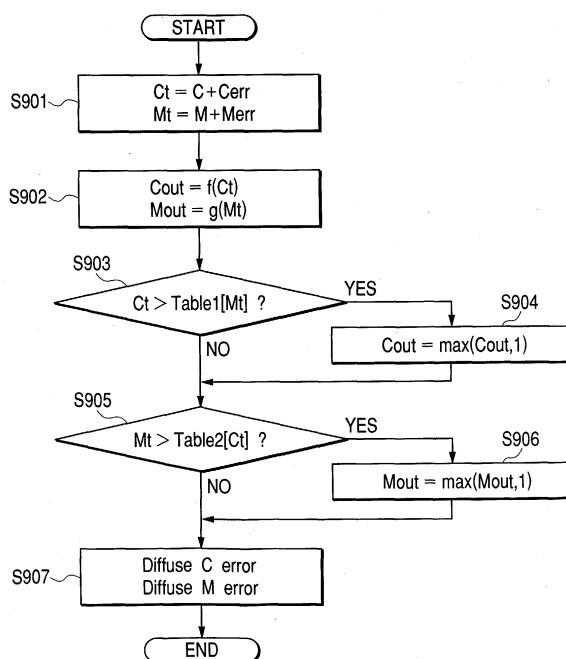 START
S901
Ct = C+Cerr
Mt = M+Merr
S902
Cout = f(Ct)
Mout = g(Mt)
S903
Ct > Table1[Mt] ?
YES
S904
Cout = max(Cout,1)
NO
S905
Mt > Table2[Ct] ?
YES
S906
Mout = max(Mout,1)
NO
S907
Diffuse C error
Diffuse M error
END